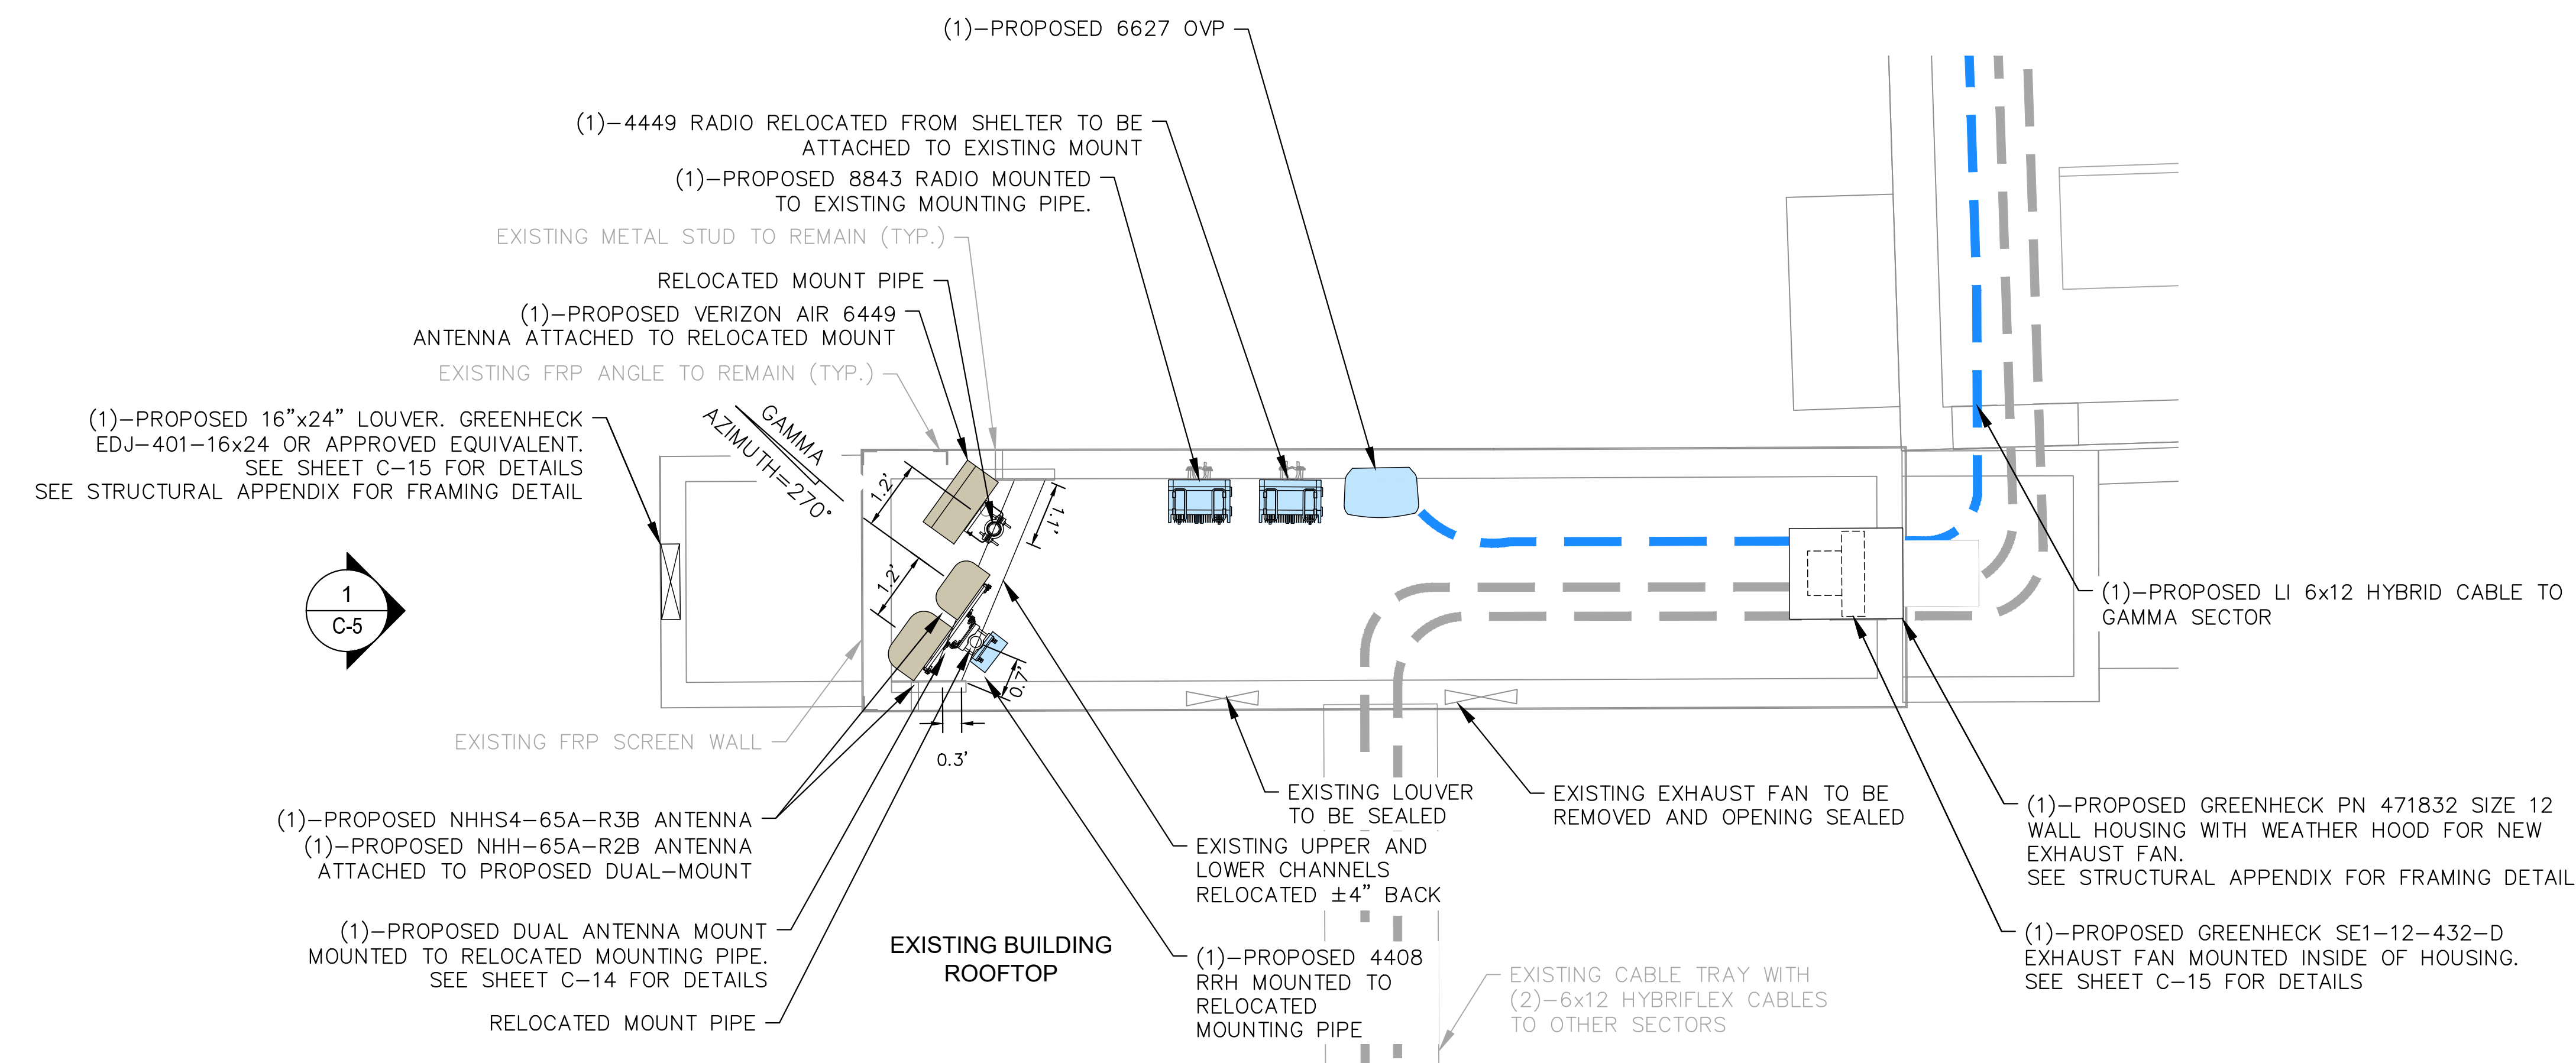 (1)-PROPOSED 6627 OVP
(1)-4449 RADIO RELOCATED FROM SHELTER TO BE
ATTACHED TO EXISTING MOUNT
(1)-PROPOSED 8843 RADIO MOUNTED
TO EXISTING MOUNTING PIPE.
EXISTING METAL STUD TO REMAIN (TYP.)
RELOCATED MOUNT PIPE
(1)-PROPOSED VERIZON AIR 6449
ANTENNA ATTACHED TO RELOCATED MOUNT
EXISTING FRP ANGLE TO REMAIN (TYP.)
(1)-PROPOSED 16"x24" LOUVER. GREENHECK
EDJ-401-16x24 OR APPROVED EQUIVALENT.
SEE SHEET C-15 FOR DETAILS
SEE STRUCTURAL APPENDIX FOR FRAMING DETAIL
GAMMA
AZIMUTH=270°
1.2'
1.1'
1.2'
0.7'
0.3'
1
C-5
(1)-PROPOSED LI 6x12 HYBRID CABLE TO
GAMMA SECTOR
EXISTING FRP SCREEN WALL
(1)-PROPOSED NHHS4-65A-R3B ANTENNA
(1)-PROPOSED NHH-65A-R2B ANTENNA
ATTACHED TO PROPOSED DUAL-MOUNT
(1)-PROPOSED DUAL ANTENNA MOUNT
MOUNTED TO RELOCATED MOUNTING PIPE.
SEE SHEET C-14 FOR DETAILS
RELOCATED MOUNT PIPE
EXISTING BUILDING
ROOFTOP
EXISTING LOUVER
TO BE SEALED
EXISTING UPPER AND
LOWER CHANNELS
RELOCATED ±4" BACK
(1)-PROPOSED 4408
RRH MOUNTED TO
RELOCATED
MOUNTING PIPE
EXISTING EXHAUST FAN TO BE
REMOVED AND OPENING SEALED
EXISTING CABLE TRAY WITH
(2)-6x12 HYBRIFLEX CABLES
TO OTHER SECTORS
(1)-PROPOSED GREENHECK PN 471832 SIZE 12
WALL HOUSING WITH WEATHER HOOD FOR NEW
EXHAUST FAN.
SEE STRUCTURAL APPENDIX FOR FRAMING DETAIL
(1)-PROPOSED GREENHECK SE1-12-432-D
EXHAUST FAN MOUNTED INSIDE OF HOUSING.
SEE SHEET C-15 FOR DETAILS